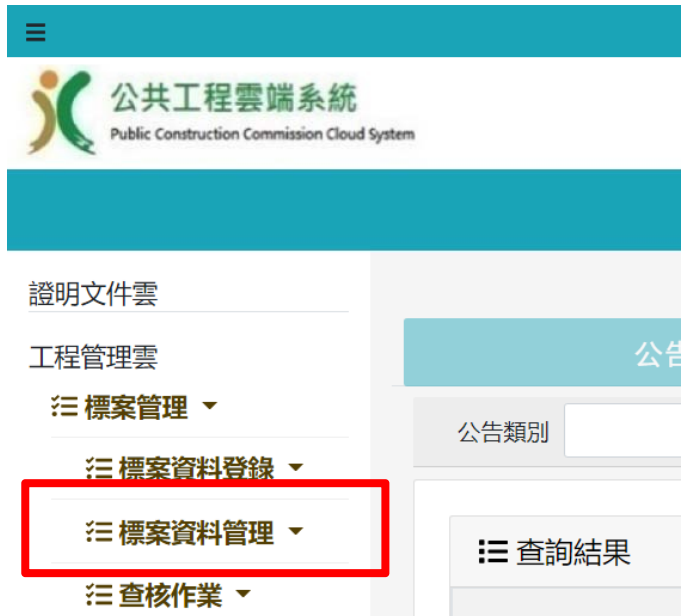 公共工程雲端系統
Public Construction Commission Cloud System
證明文件雲
工程管理雲
標案管理
標案資料登錄
標案資料管理
查核作業
公告
公告類別
查詢結果